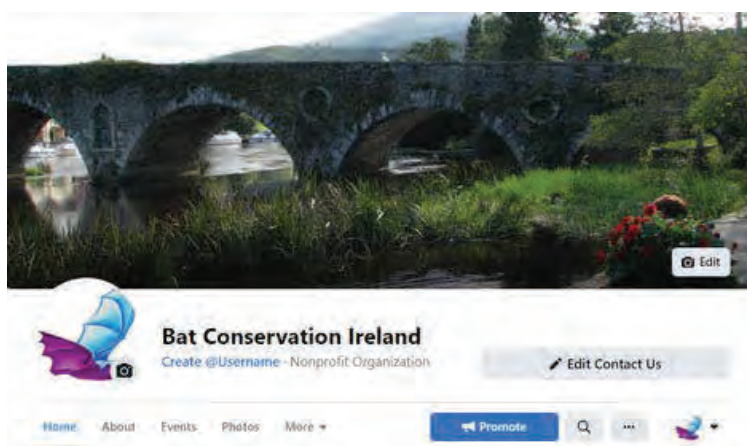 Edit
Bat Conservation Ireland
Create @Username · Nonprofit Organization
Edit Contact Us
Home About Events Photos More
Promote